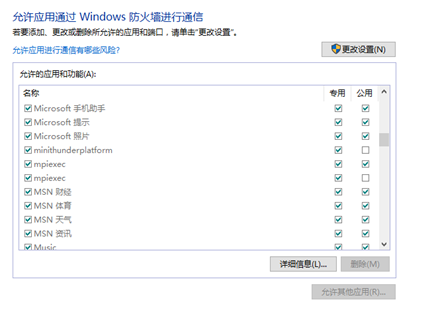 允许应用通过 Windows 防火墙进行通信
若要添加、更改或删除所允许的应用和端口，请单击"更改设置"。
允许应用进行通信有哪些风险?
更改设置(N)
允许的应用和功能(A):
名称 专用 公用
Microsoft 手机助手
Microsoft 提示
Microsoft 照片
minithunderplatform
mpiexec
mpiexec
MSN 财经
MSN 体育
MSN 天气
MSN 资讯
Music
详细信息(L)... 删除(M)
允许其他应用(R)...